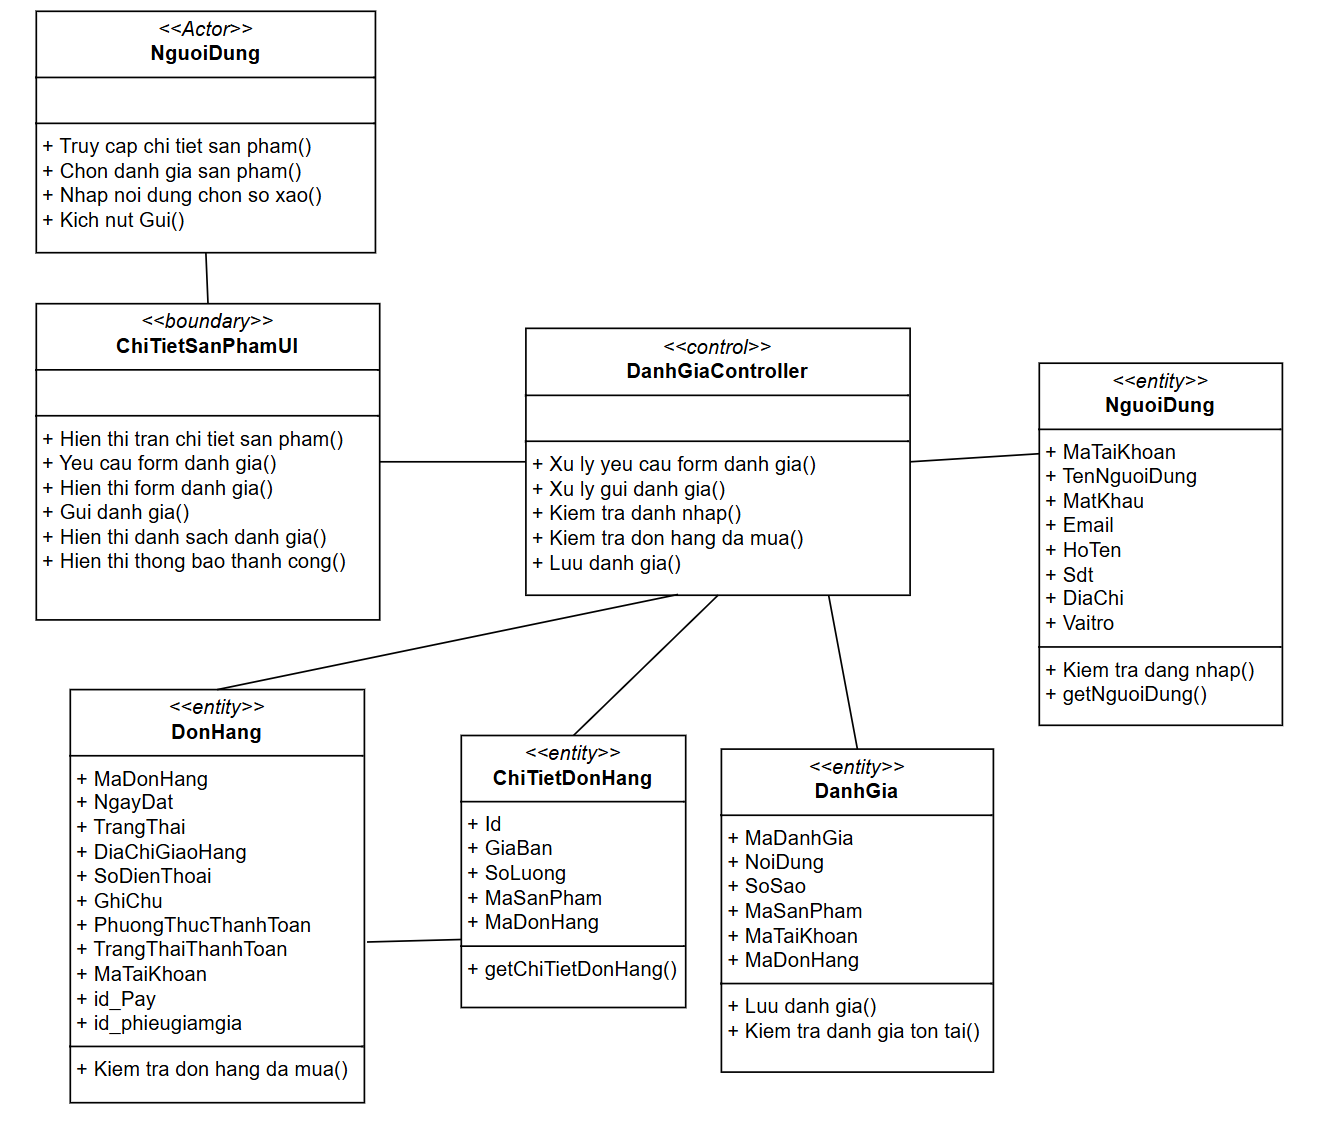 <<Actor>>
NguoiDung
+ Truy cap chi tiet san pham()
+ Chon danh gia san pham()
+ Nhap noi dung chon so xao()
+ Kich nut Gui()
<<boundary>>
ChiTietSanPhamUI
+ Hien thi tran chi tiet san pham()
+ Yeu cau form danh gia()
+ Hien thi form danh gia()
+ Gui danh gia()
+ Hien thi danh sach danh gia()
+ Hien thi thong bao thanh cong()
<<control>>
DanhGiaController
+ Xu ly yeu cau form danh gia()
+ Xu ly gui danh gia()
+ Kiem tra danh nhap()
+ Kiem tra don hang da mua()
+ Luu danh gia()
<<entity>>
NguoiDung
+ MaTaiKhoan
+ TenNguoiDung
+ MatKhau
+ Email
+ HoTen
+ Sdt
+ DiaChi
+ Vaitro
+ Kiem tra dang nhap()
+ getNguoiDung()
<<entity>>
DonHang
+ MaDonHang
+ NgayDat
+ TrangThai
+ DiaChiGiaoHang
+ SoDienThoai
+ GhiChu
+ PhuongThucThanhToan
+ TrangThaiThanhToan
+ MaTaiKhoan
+ id_Pay
+ id_phieugiamgia
+ Kiem tra don hang da mua()
<<entity>>
ChiTietDonHang
+ Id
+ GiaBan
+ SoLuong
+ MaSanPham
+ MaDonHang
+ getChiTietDonHang()
<<entity>>
DanhGia
+ MaDanhGia
+ NoiDung
+ SoSao
+ MaSanPham
+ MaTaiKhoan
+ MaDonHang
+ Luu danh gia()
+ Kiem tra danh gia ton tai()